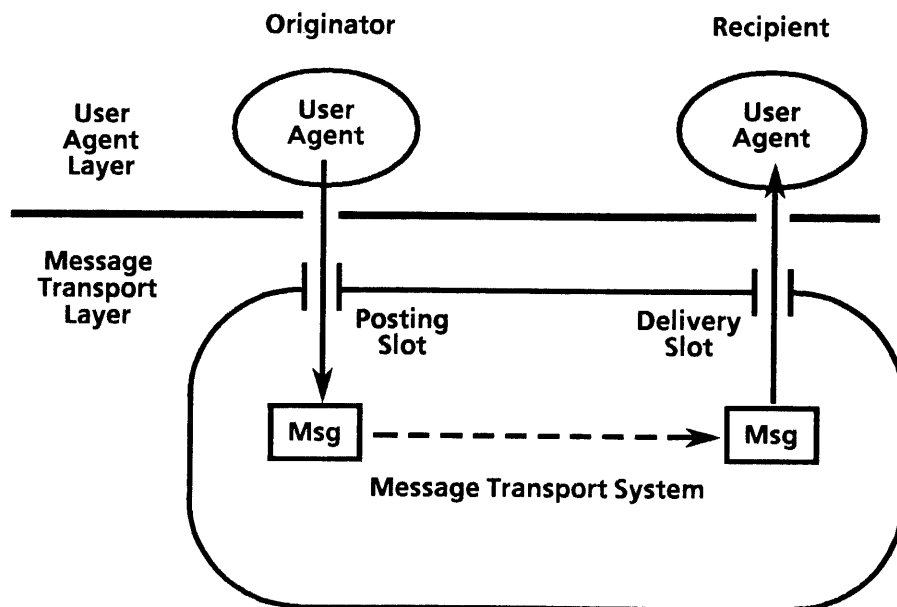 Originator
Recipient
User
Agent
Layer
User
Agent
User
Agent
Message
Transport
Layer
Posting
Slot
Delivery
Slot
Msg
Msg
Message Transport System